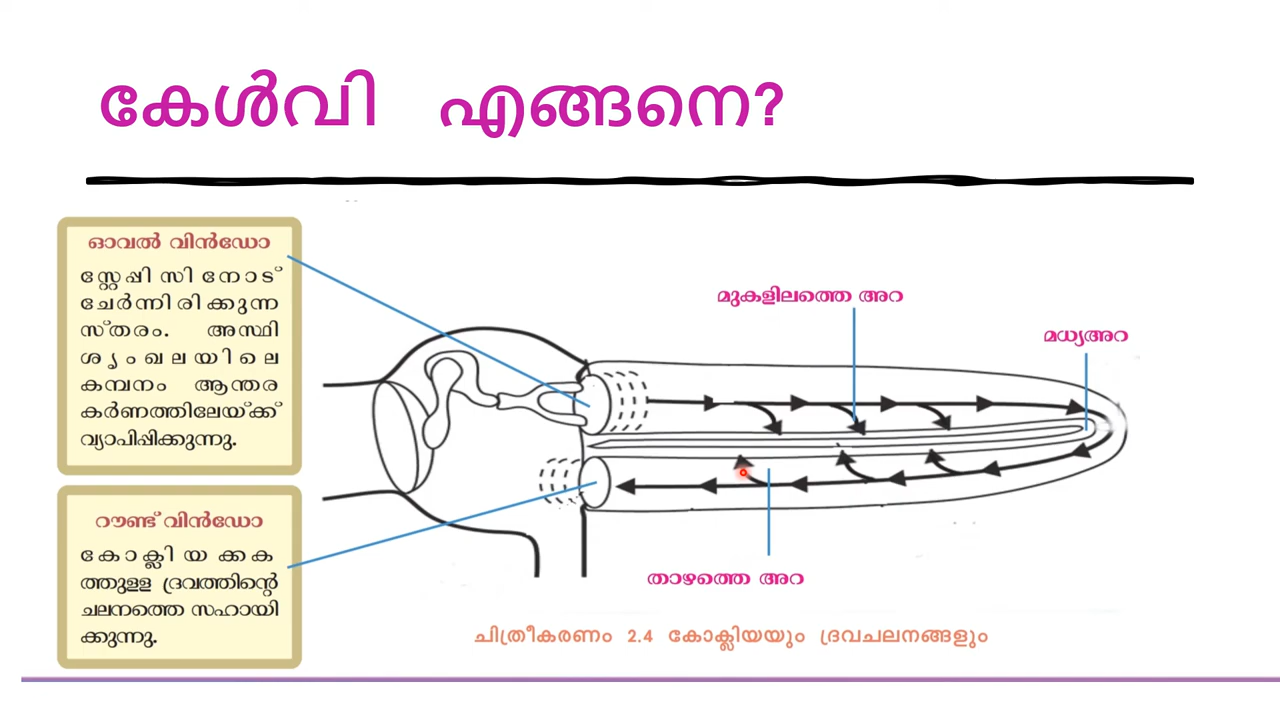 കേൾവി എങ്ങനെ?
ഓവൽ വിൻഡോ
സ്റ്റേപ്പിസിനോട്
ചേർന്നിരിക്കുന്ന
സ്തരം. അസ്ഥി
ശൃംഖലയിലെ
കമ്പനം ആന്തര
കർണത്തിലേയ്ക്ക്
വ്യാപിപ്പിക്കുന്നു.
മുകളിലത്തെ അറ
മധ്യഅറ
റൗണ്ട് വിൻഡോ
കോക്ലിയക്കക
ത്തുളള ദ്രവത്തിന്റെ
ചലനത്തെ സഹായി
ക്കുന്നു.
താഴത്തെ അറ
ചിത്രീകരണം 2.4 കോക്ലിയയും ദ്രവചലനങ്ങളും